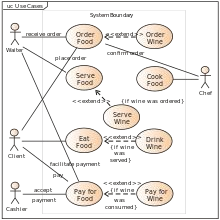 uc UseCases
SystemBoundary
receive order
Order
Food
<<extend>>
Order
Wine
Waiter
confirm order
place order
Serve
Food
Cook
Food
Chef
<<extend>>
{if wine was ordered}
Serve
Wine
Eat
Food
<<extend>>
{if wine
was
served}
Drink
Wine
Client
facilitate payment
pay
accept
payment
Pay for
Food
<<extend>>
{if wine
was
consumed}
Pay for
Wine
Cashier